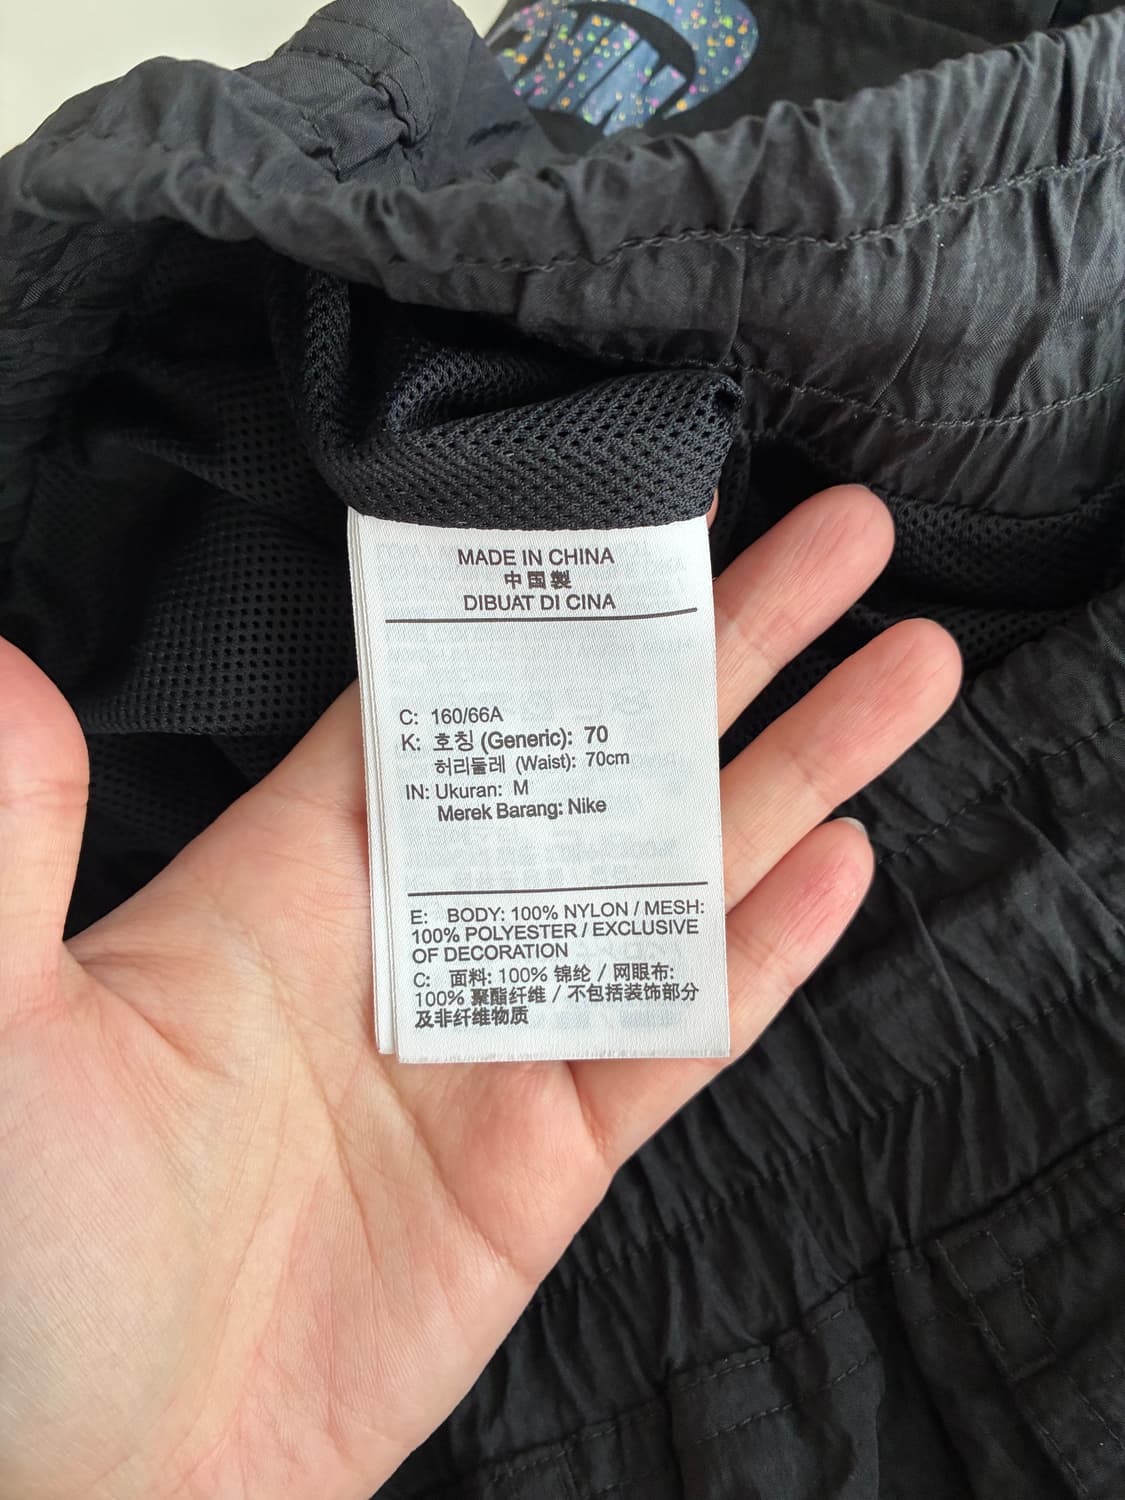 MADE IN CHINA
中国製
DIBUAT DI CINA
C: 160/66A
K: 호칭 (Generic): 70
허리둘레 (Waist): 70cm
IN: Ukuran: M
Merek Barang: Nike
E: BODY: 100% NYLON / MESH:
100% POLYESTER / EXCLUSIVE
OF DECORATION
C: 面料: 100% 锦纶 / 网眼布:
100% 聚酯纤维 / 不包括装饰部分
及非纤维物质